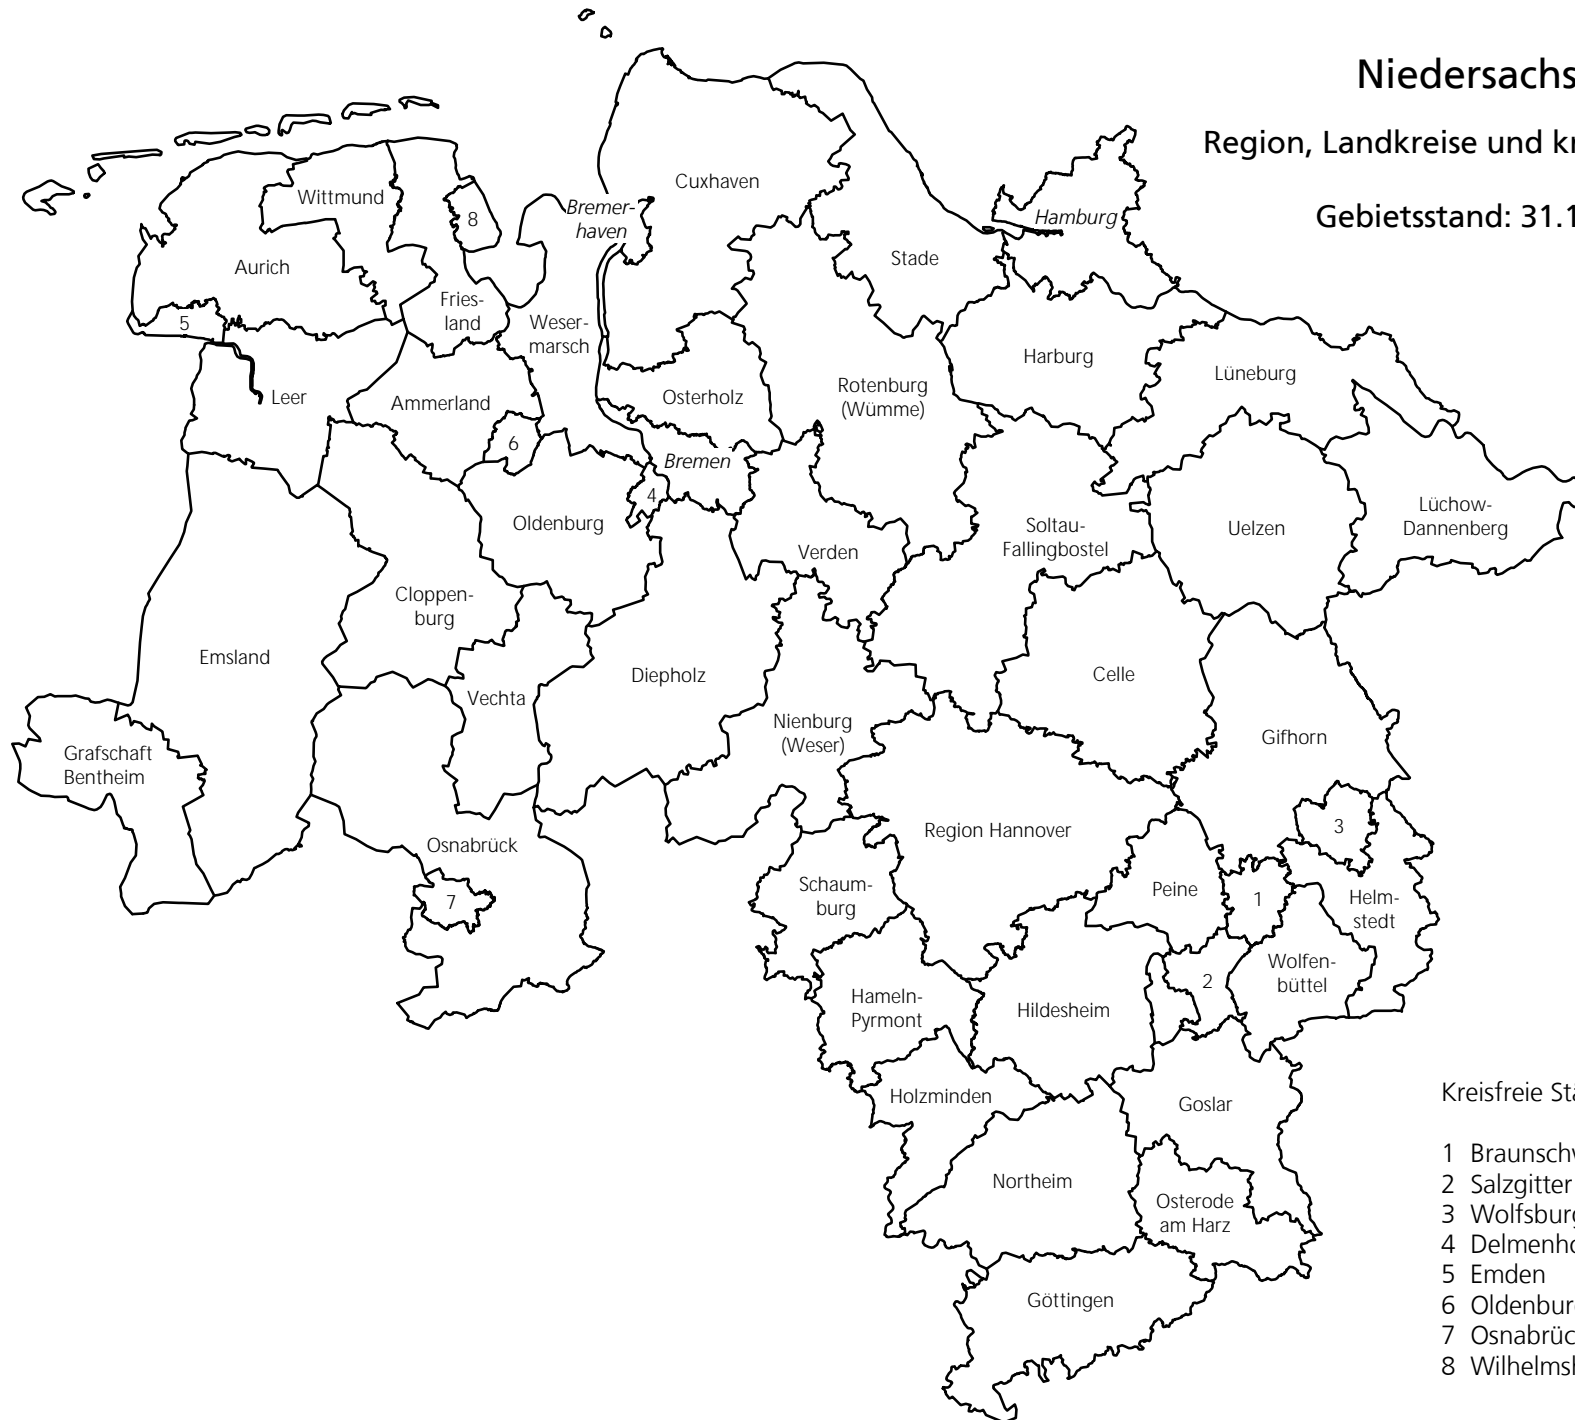 Niedersachs
Region, Landkreise und kr
Gebietsstand: 31.1
Wittmund
Cuxhaven
8
Bremer-
haven
Hamburg
Aurich
Stade
Fries-
land
5
Weser-
marsch
Harburg
Lüneburg
Leer
Ammerland
Osterholz
Rotenburg
(Wümme)
6
Bremen
4
Oldenburg
Verden
Soltau-
Fallingbostel
Uelzen
Lüchow-
Dannenberg
Cloppen-
burg
Emsland
Vechta
Diepholz
Celle
Nienburg
(Weser)
Gifhorn
Grafschaft
Bentheim
Osnabrück
Region Hannover
3
Schaum-
burg
Peine
1
Helm-
stedt
7
Wolfen-
büttel
2
Hameln-
Pyrmont
Hildesheim
Holzminden
Goslar
Northeim
Osterode
am Harz
Göttingen
Kreisfreie Stä
1 Braunschw
2 Salzgitter
3 Wolfsburg
4 Delmenho
5 Emden
6 Oldenburg
7 Osnabrüc
8 Wilhelmsh